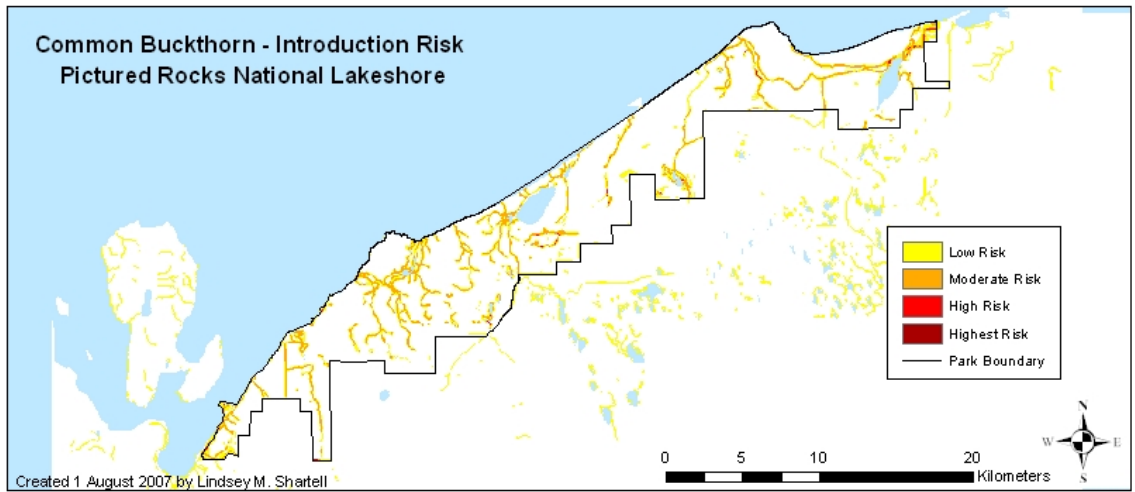 Common Buckthorn - Introduction Risk
Pictured Rocks National Lakeshore
Low Risk
Moderate Risk
High Risk
Highest Risk
Park Boundary
N
W E
S
0 5 10 20
Kilometers
Created 1 August 2007 by Lindsey M. Shartell